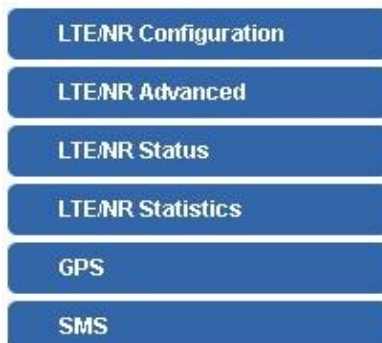 LTE/NR Configuration
LTE/NR Advanced
LTE/NR Status
LTE/NR Statistics
GPS
SMS